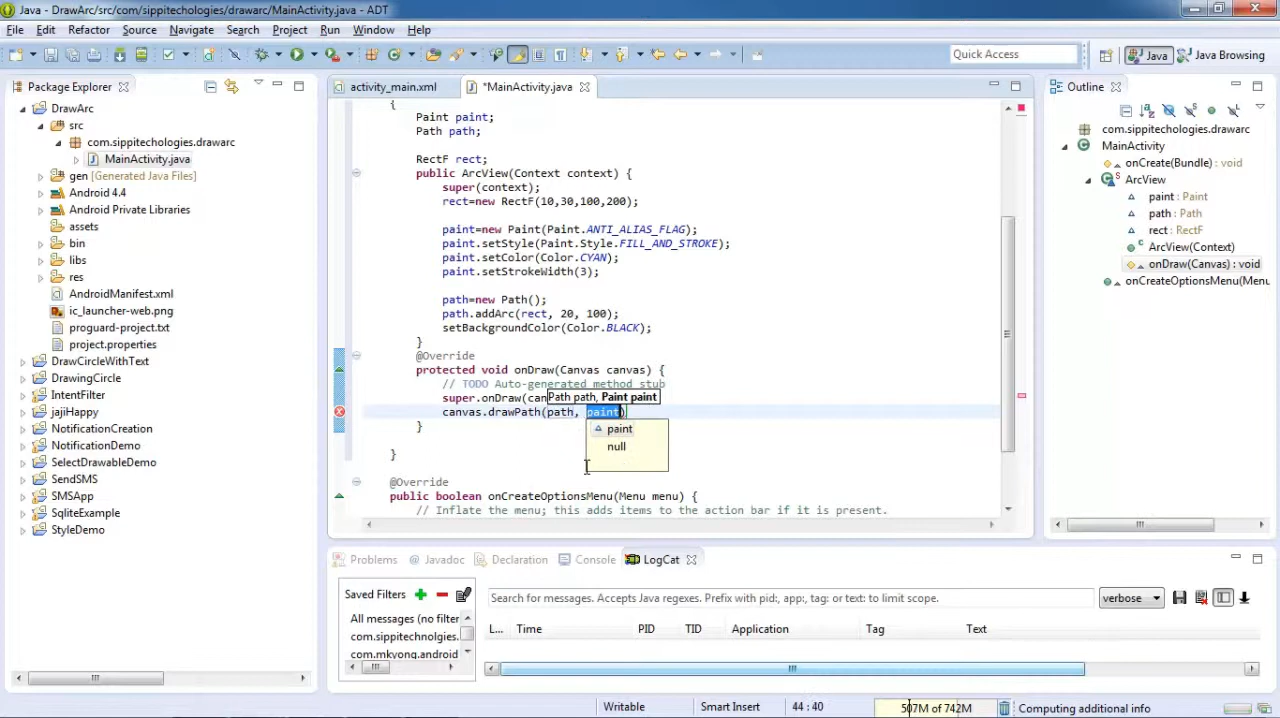 Java - DrawArc/src/com/sippitechologies/drawarc/MainActivity.java - ADT
File Edit Refactor Source Navigate Search Project Run Window Help
Quick Access Java Java Browsing
Package Explorer
DrawArc
src
com.sippitechologies.drawarc
MainActivity.java
gen [Generated Java Files]
Android 4.4
Android Private Libraries
assets
bin
libs
res
AndroidManifest.xml
ic_launcher-web.png
proguard-project.txt
project.properties
DrawCircleWithText
DrawingCircle
IntentFilter
jajiHappy
NotificationCreation
NotificationDemo
SelectDrawableDemo
SendSMS
SMSApp
SqliteExample
StyleDemo
activity_main.xml *MainActivity.java
{
Paint paint;
Path path;
RectF rect;
public ArcView(Context context) {
super(context);
rect=new RectF(10,30,100,200);
paint=new Paint(Paint.ANTI_ALIAS_FLAG);
paint.setStyle(Paint.Style.FILL_AND_STROKE);
paint.setColor(Color.CYAN);
paint.setStrokeWidth(3);
path=new Path();
path.addArc(rect, 20, 100);
setBackgroundColor(Color.BLACK);
}
@Override
protected void onDraw(Canvas canvas) {
// TODO Auto-generated method stub
super.onDraw(can
Path path, Paint paint
canvas.drawPath(path, paint)
paint
null
}
}
@Override
public boolean onCreateOptionsMenu(Menu menu) {
// Inflate the menu; this adds items to the action bar if it is present.
Outline
com.sippitechologies.drawarc
MainActivity
onCreate(Bundle) : void
ArcView
paint : Paint
path : Path
rect : RectF
ArcView(Context)
onDraw(Canvas) : void
onCreateOptionsMenu(Menu
Problems @ Javadoc Declaration Console LogCat
Saved Filters
All messages (no filter
com.sippitechnolgies.
com.mkyong.android
Search for messages. Accepts Java regexes. Prefix with pid:, app:, tag: or text: to limit scope.
verbose
L... Time PID TID Application Tag Text
Writable Smart Insert 44 : 40 507M of 742M Computing additional info